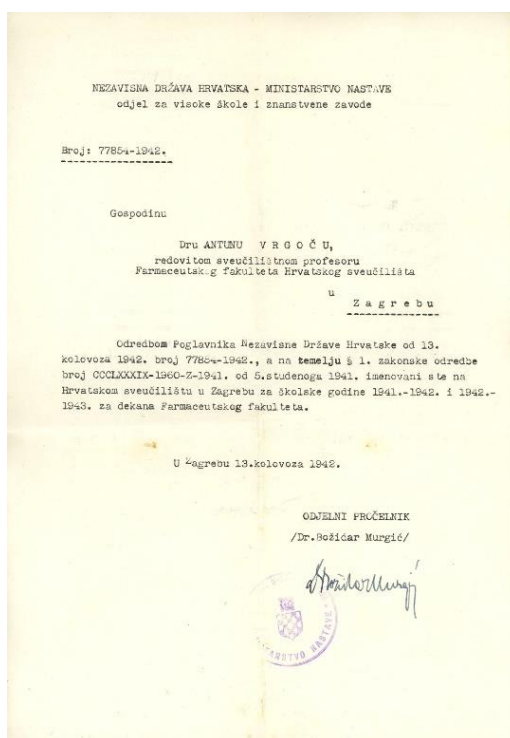 NEZAVISNA DRŽAVA HRVATSKA - MINISTARSTVO NASTAVE
odjel za visoke škole i znanstvene zavode
Broj: 77854-1942.
Gospodinu
Dru ANTUNU V R G O Č U,
redovitom sveučilištnom profesoru
Farmaceutskog fakulteta Hrvatskog sveučilišta
u
Z a g r e b u
Odredbom Poglavnika Nezavisne Države Hrvatske od 13.
kolovoza 1942. broj 77854-1942., a na temelju § 1. zakonske odredbe
broj CCCLXXXIX-1960-Z-1941. od 5.studenoga 1941. imenovani ste na
Hrvatskom sveučilištu u Zagrebu za školske godine 1941.-1942. i 1942.-
1943. za dekana Farmaceutskog fakulteta.
U Zagrebu 13.kolovoza 1942.
ODJELNI PROČELNIK
/Dr.Božidar Murgić/
Božidar Murgić
NASTAVE